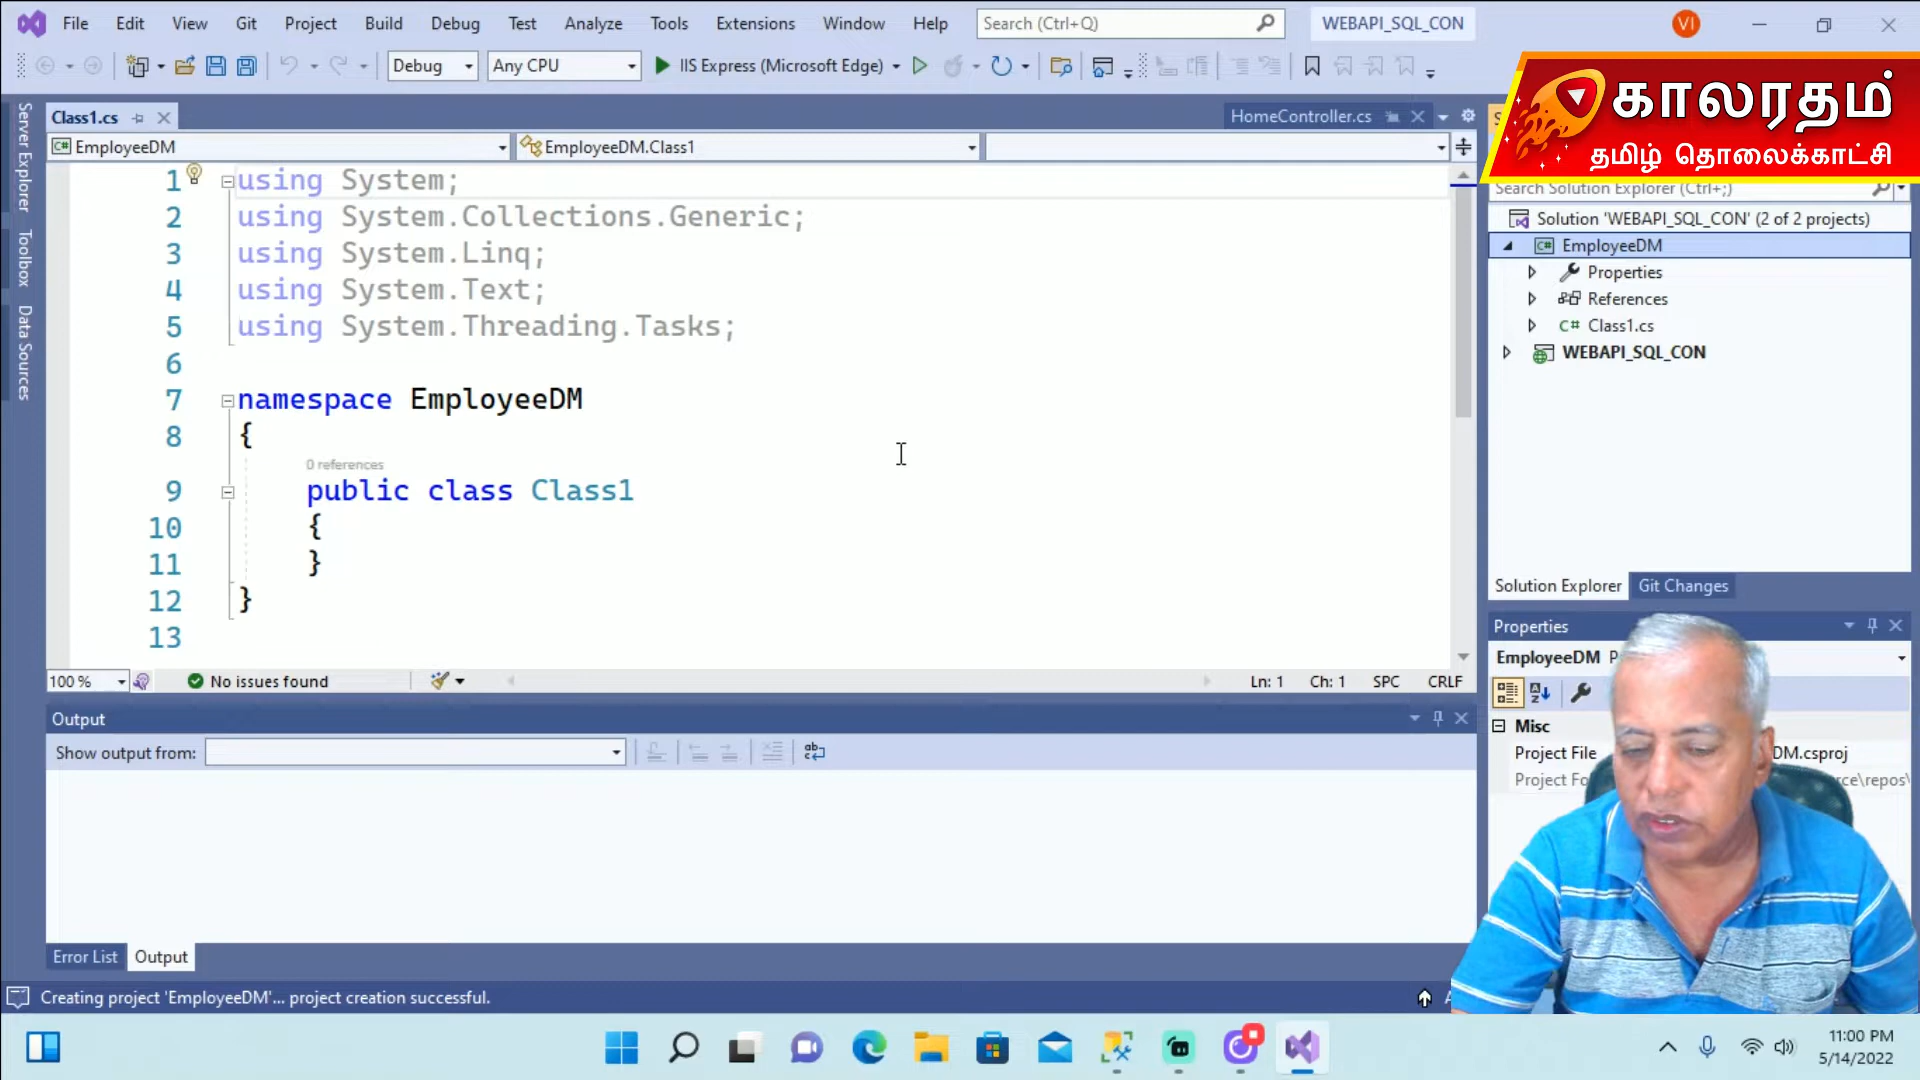 File Edit View Git Project Build Debug Test Analyze Tools Extensions Window Help Search (Ctrl+Q) WEBAPI_SQL_CON VI
Debug Any CPU IIS Express (Microsoft Edge)
காலரதம்
தமிழ் தொலைக்காட்சி
Server Explorer
Toolbox
Data Sources
Class1.cs HomeController.cs
EmployeeDM EmployeeDM.Class1
1 using System;
2 using System.Collections.Generic;
3 using System.Linq;
4 using System.Text;
5 using System.Threading.Tasks;
6
7 namespace EmployeeDM
8 {
0 references
9 public class Class1
10 {
11 }
12 }
13
100 % No issues found Ln: 1 Ch: 1 SPC CRLF
Output
Show output from:
Error List Output
Creating project 'EmployeeDM'... project creation successful.
Search Solution Explorer (Ctrl+;)
Solution 'WEBAPI_SQL_CON' (2 of 2 projects)
EmployeeDM
Properties
References
C# Class1.cs
WEBAPI_SQL_CON
Solution Explorer Git Changes
Properties
EmployeeDM
Misc
Project File DM.csproj
Project Fo rce\repos\
11:00 PM
5/14/2022